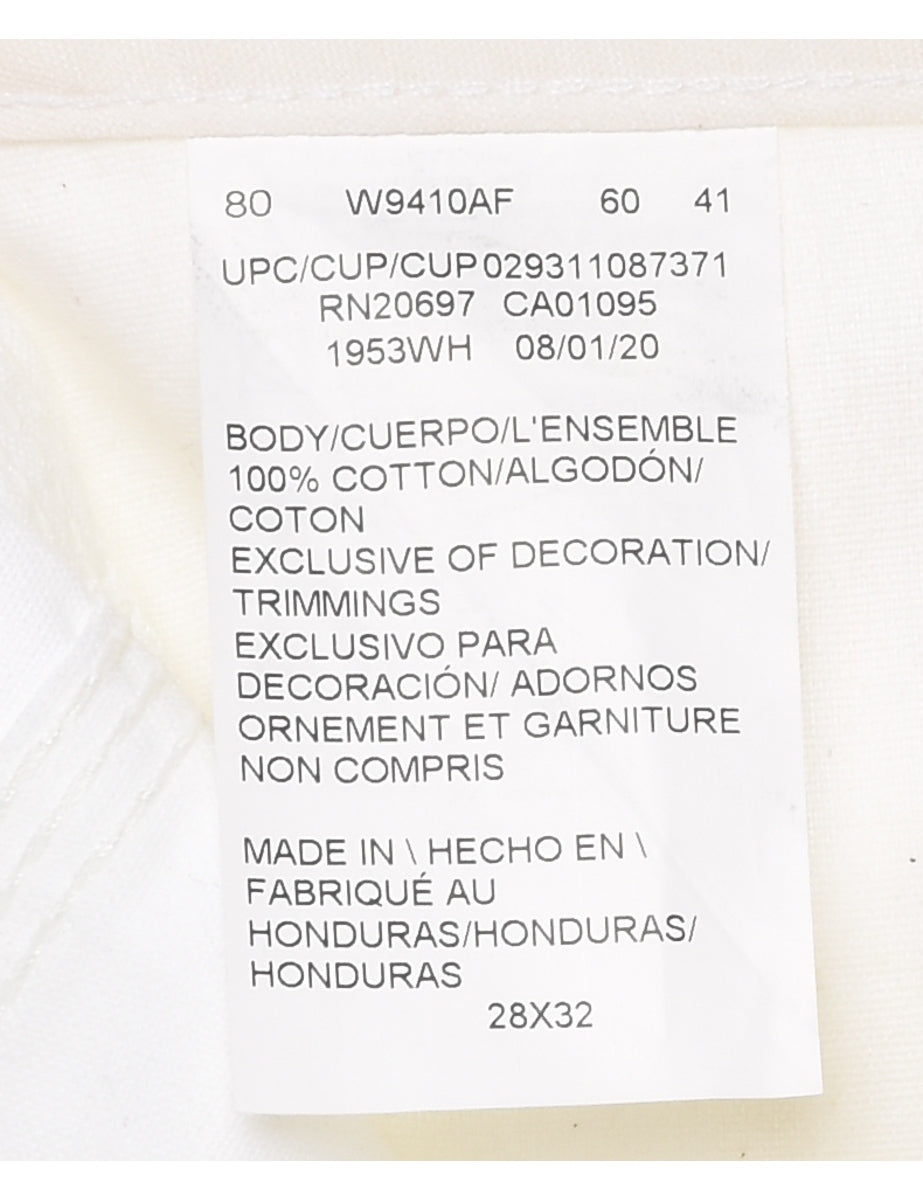 80 W9410AF 60 41
UPC/CUP/CUP029311087371
RN20697 CA01095
1953WH 08/01/20
BODY/CUERPO/L'ENSEMBLE
100% COTTON/ALGODÓN/
COTON
EXCLUSIVE OF DECORATION/
TRIMMINGS
EXCLUSIVO PARA
DECORACIÓN/ ADORNOS
ORNEMENT ET GARNITURE
NON COMPRIS
MADE IN \ HECHO EN \
FABRIQUÉ AU
HONDURAS/HONDURAS/
HONDURAS
28X32